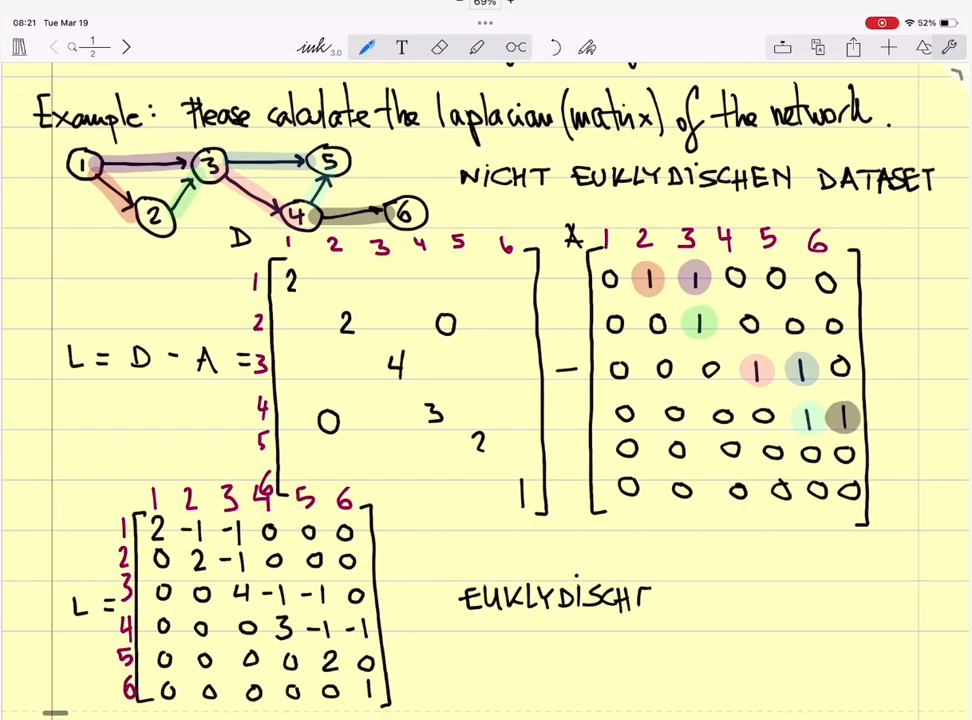 69%
08:21 Tue Mar 19
52%
1
2
ink 3.0
T
Example: Please calculate the laplacian (matrix) of the network.
1 3 5
2 4 6
NICHT EUKLYDISCHEN DATASET
D 1 2 3 4 5 6
A 1 2 3 4 5 6
L = D - A =
1 2
2 2 0
3 4
4 0 3
5 2
6 1
−
0 1 1 0 0 0
0 0 1 0 0 0
0 0 0 1 1 0
0 0 0 0 1 1
0 0 0 0 0 0
0 0 0 0 0 0
L =
1 2 3 4 5 6
1 2 -1 -1 0 0 0
2 0 2 -1 0 0 0
3 0 0 4 -1 -1 0
4 0 0 0 3 -1 -1
5 0 0 0 0 2 0
6 0 0 0 0 0 1
EUKLYDISCH